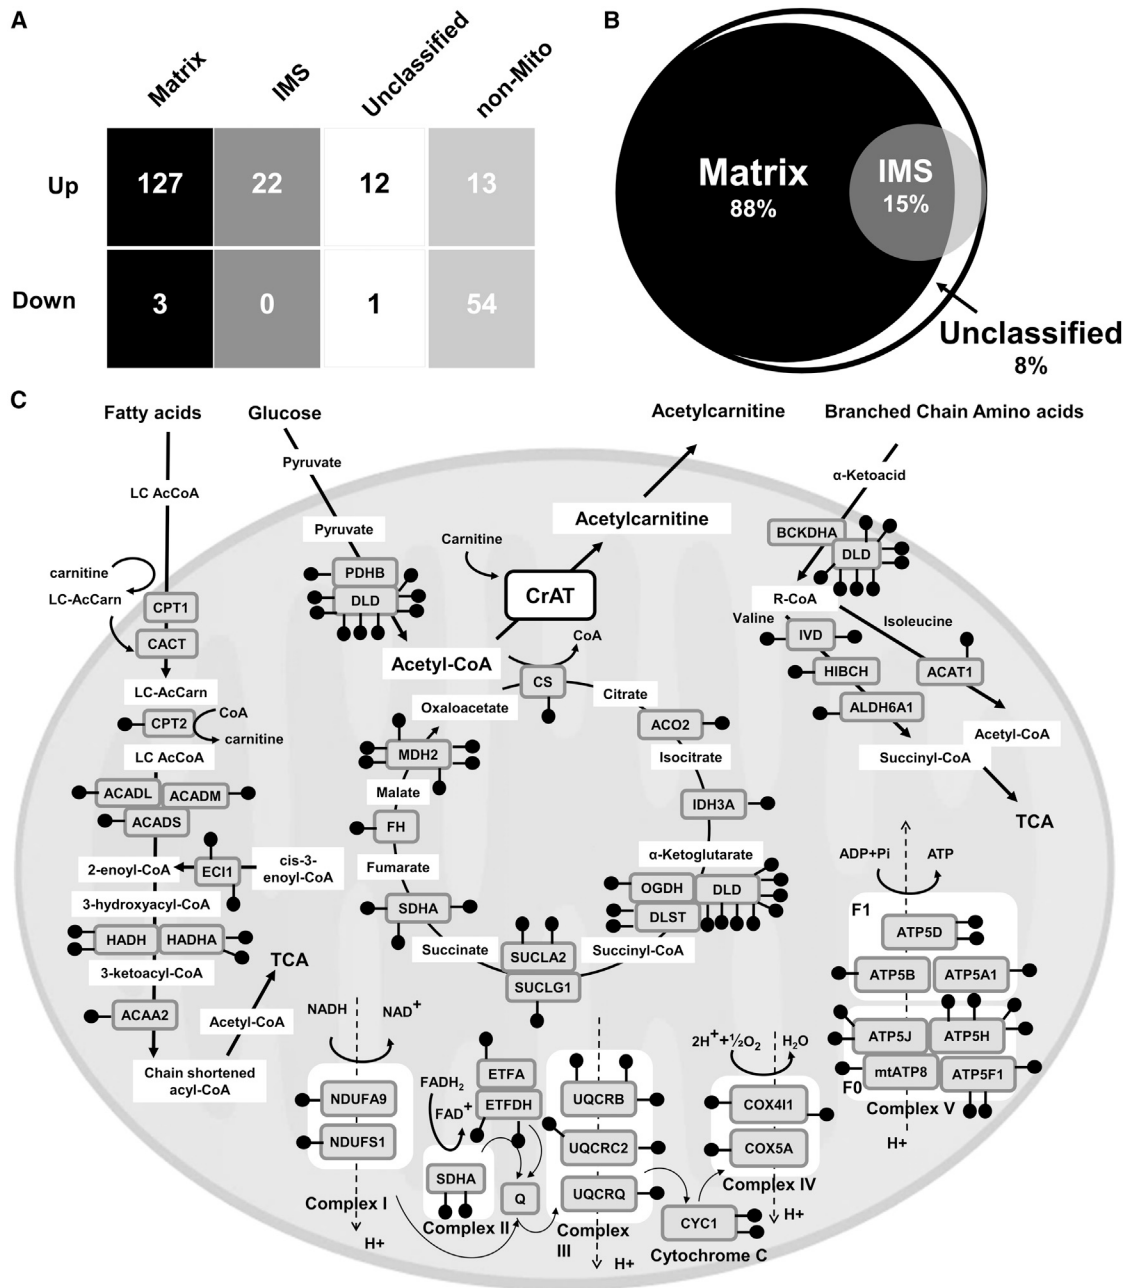 A
Matrix
IMS
Unclassified
non-Mito
Up
127
22
12
13
Down
3
0
1
54
B
Matrix
88%
IMS
15%
Unclassified
8%
C
Fatty acids
Glucose
Acetylcarnitine
Branched Chain Amino acids
Pyruvate
LC AcCoA
α-Ketoacid
Pyruvate
Acetylcarnitine
Carnitine
BCKDHA
DLD
carnitine
LC-AcCarn
PDHB
DLD
CrAT
R-CoA
CPT1
CACT
Valine
Isoleucine
IVD
CoA
Acetyl-CoA
HIBCH
ACAT1
LC-AcCarn
CS
Citrate
ALDH6A1
CPT2
CoA
carnitine
Oxaloacetate
ACO2
Acetyl-CoA
LC AcCoA
MDH2
Isocitrate
Succinyl-CoA
ACADL
ACADM
Malate
IDH3A
ACADS
FH
TCA
2-enoyl-CoA
ECI1
cis-3-
enoyl-CoA
Fumarate
α-Ketoglutarate
ADP+Pi
ATP
3-hydroxyacyl-CoA
SDHA
OGDH
DLD
DLST
F1
ATP5D
HADH
HADHA
Succinate
SUCLA2
Succinyl-CoA
3-ketoacyl-CoA
TCA
SUCLG1
ATP5B
ATP5A1
ACAA2
Acetyl-CoA
NADH
NAD+
ATP5J
ATP5H
Chain shortened
acyl-CoA
2H++½O2
H2O
F0
mtATP8
ATP5F1
Complex V
H+
NDUFA9
NDUFS1
Complex I
H+
FADH2
FAD+
ETFA
ETFDH
SDHA
Complex II
Q
UQCRB
UQCRC2
UQCRQ
Complex
III
H+
COX4I1
COX5A
Complex IV
H+
CYC1
Cytochrome C